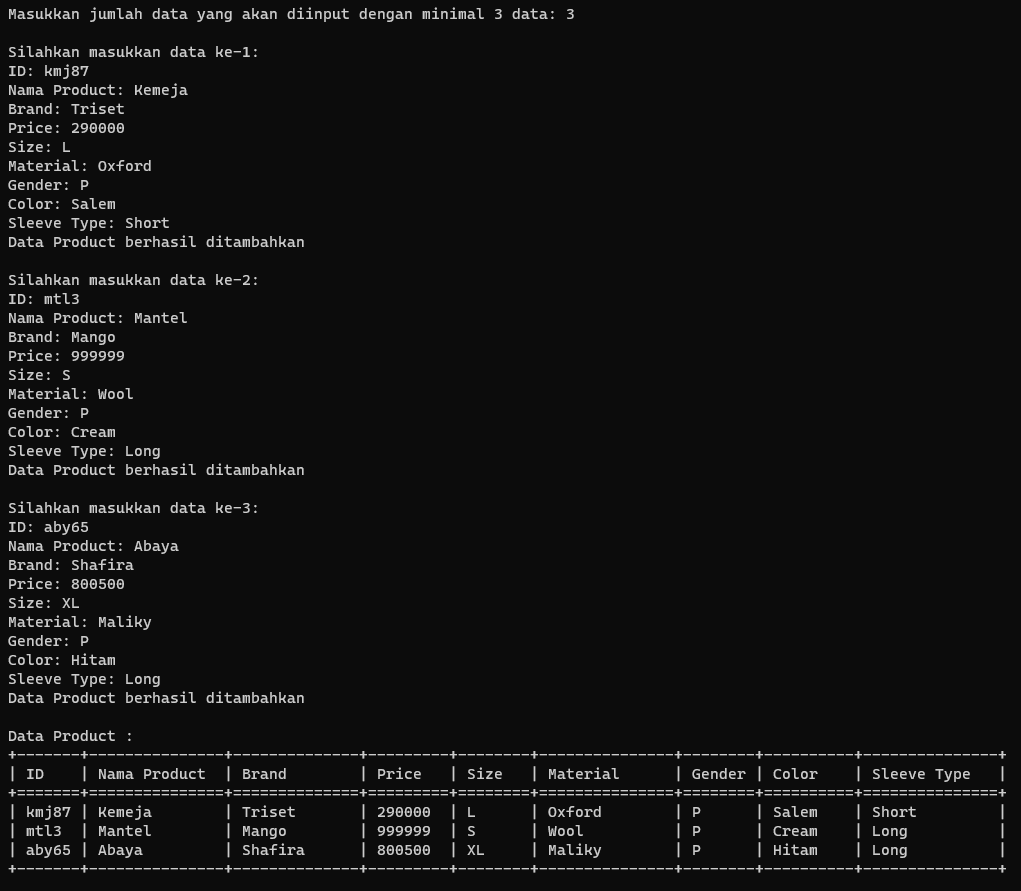 Masukkan jumlah data yang akan diinput dengan minimal 3 data: 3

Silahkan masukkan data ke-1:
ID: kmj87
Nama Product: Kemeja
Brand: Triset
Price: 290000
Size: L
Material: Oxford
Gender: P
Color: Salem
Sleeve Type: Short
Data Product berhasil ditambahkan

Silahkan masukkan data ke-2:
ID: mtl3
Nama Product: Mantel
Brand: Mango
Price: 999999
Size: S
Material: Wool
Gender: P
Color: Cream
Sleeve Type: Long
Data Product berhasil ditambahkan

Silahkan masukkan data ke-3:
ID: aby65
Nama Product: Abaya
Brand: Shafira
Price: 800500
Size: XL
Material: Maliky
Gender: P
Color: Hitam
Sleeve Type: Long
Data Product berhasil ditambahkan

Data Product :
+-------+---------------+--------------+---------+--------+---------------+--------+----------+---------------+
| ID    | Nama Product  | Brand        | Price   | Size   | Material      | Gender | Color    | Sleeve Type   |
+=======+===============+==============+=========+========+===============+========+==========+===============+
| kmj87 | Kemeja        | Triset       | 290000  | L      | Oxford        | P      | Salem    | Short         |
| mtl3  | Mantel        | Mango        | 999999  | S      | Wool          | P      | Cream    | Long          |
| aby65 | Abaya         | Shafira      | 800500  | XL     | Maliky        | P      | Hitam    | Long          |
+-------+---------------+--------------+---------+--------+---------------+--------+----------+---------------+